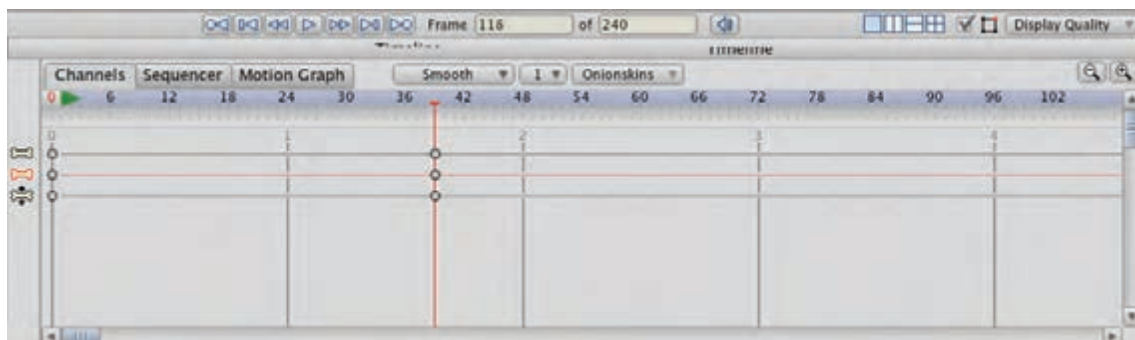 Frame 118 of 240 Display Quality
Timeline
Channels Sequencer Motion Graph Smooth 1 Onionskins
0 6 12 18 24 30 36 42 48 54 60 66 72 78 84 90 96 102
0 1 2 3 4